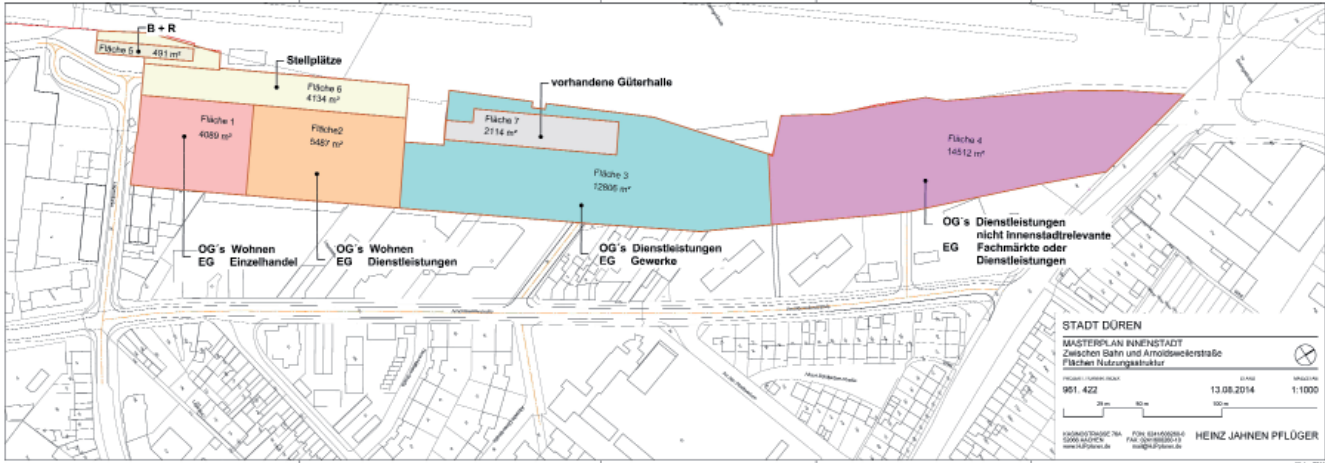 B + R
Fläche 5 491 m²
Stellplätze
Fläche 6
4134 m²
vorhandene Güterhalle
Fläche 7
2114 m²
Fläche 1
4089 m²
Fläche2
5487 m²
Fläche 3
12806 m²
Fläche 4
14512 m²
OG´s Wohnen
EG Einzelhandel
OG´s Wohnen
EG Dienstleistungen
OG´s Dienstleistungen
EG Gewerke
OG´s Dienstleistungen
nicht innenstadtrelevante
EG Fachmärkte oder
Dienstleistungen
STADT DÜREN
MASTERPLAN INNENSTADT
Zwischen Bahn und Arnoldsweilerstraße
Flächen Nutzungsstruktur
961. 422 13.08.2014 1:1000
HEINZ JAHNEN PFLÜGER